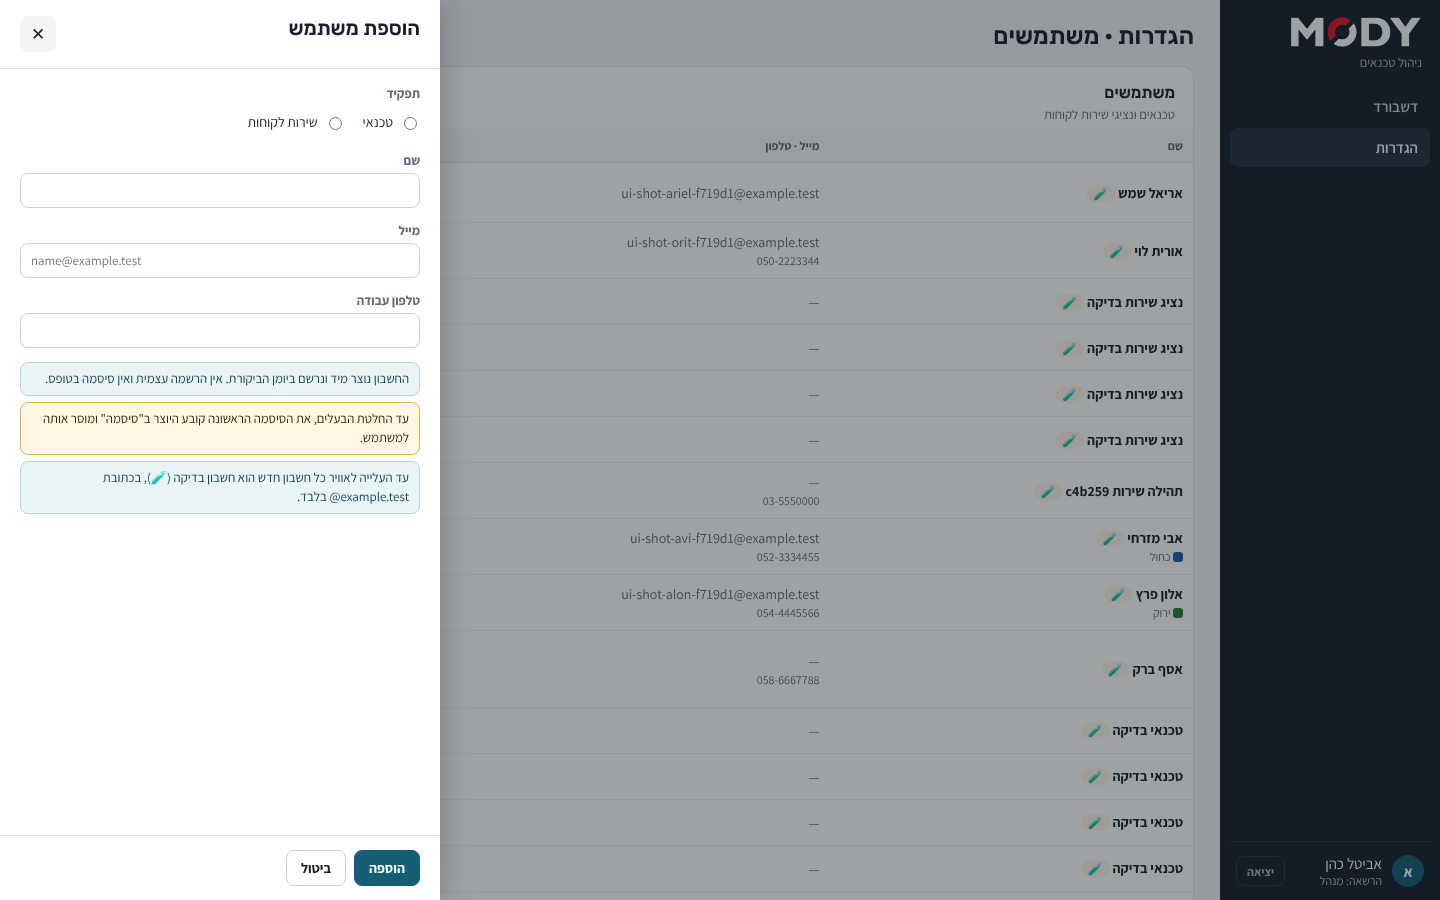 MODY
ניהול טכנאים
דשבורד
הגדרות
אביטל כהן
הרשאה: מנהל
א
יציאה
הגדרות • משתמשים
משתמשים
טכנאים ונציגי שירות לקוחות
שם
מייל · טלפון
אריאל שמש 🧪
ui-shot-ariel-f719d1@example.test
אורית לוי 🧪
ui-shot-orit-f719d1@example.test
050-2223344
נציג שירות בדיקה 🧪
—
נציג שירות בדיקה 🧪
—
נציג שירות בדיקה 🧪
—
נציג שירות בדיקה 🧪
—
תהילה שירות c4b259 🧪
—
03-5550000
אבי מזרחי 🧪
כחול
ui-shot-avi-f719d1@example.test
052-3334455
אלון פרץ 🧪
ירוק
ui-shot-alon-f719d1@example.test
054-4445566
אסף ברק 🧪
—
058-6667788
טכנאי בדיקה 🧪
—
טכנאי בדיקה 🧪
—
טכנאי בדיקה 🧪
—
טכנאי בדיקה 🧪
—
הוספת משתמש
✕
תפקיד
טכנאי
שירות לקוחות
שם
מייל
name@example.test
טלפון עבודה
החשבון נוצר מיד ונרשם ביומן הביקורת. אין הרשמה עצמית ואין סיסמה בטופס.
עד החלטת הבעלים, את הסיסמה הראשונה קובע היוצר ב"סיסמה" ומוסר אותה
למשתמש.
עד העלייה לאוויר כל חשבון חדש הוא חשבון בדיקה (🧪), בכתובת
@example.test בלבד.
הוספה
ביטול